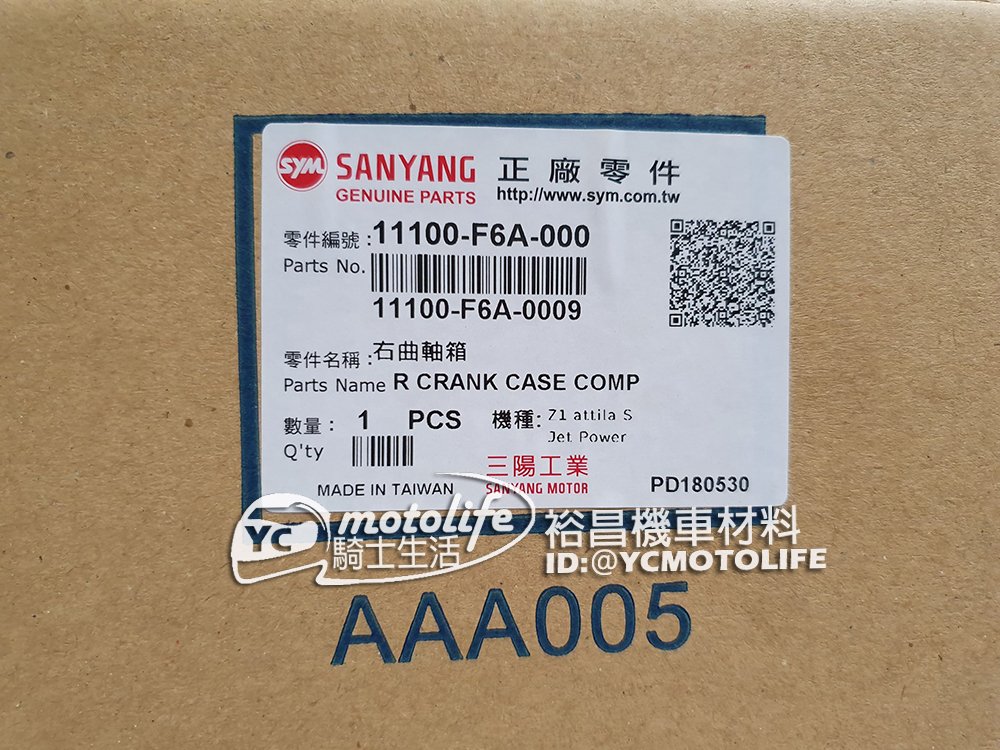 SYM SANYANG 正廠零件
GENUINE PARTS http://www.sym.com.tw
零件編號：11100-F6A-000
Parts No.
11100-F6A-0009
零件名稱：右曲軸箱
Parts Name R CRANK CASE COMP
數量： 1 PCS 機種: Z1 attila S
Q'ty Jet Power
三陽工業
MADE IN TAIWAN SANYANG MOTOR PD180530
YC motolife 裕昌機車材料
騎士生活 ID:@YCMOTOLIFE
AAA005